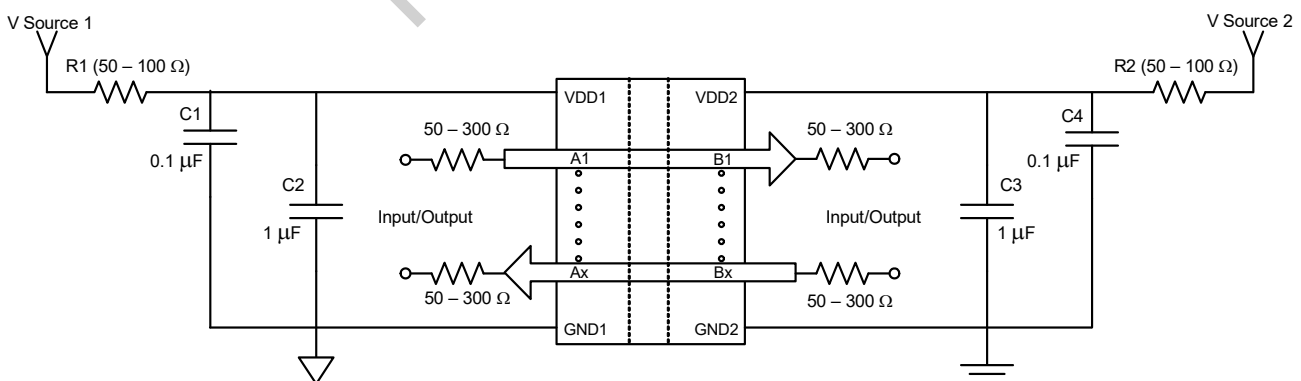 V Source 1
V Source 2
R1 (50 – 100 Ω)
R2 (50 – 100 Ω)
C1
0.1 μF
C2
1 μF
50 – 300 Ω
VDD1
VDD2
50 – 300 Ω
C4
0.1 μF
A1
B1
C3
1 μF
Input/Output
Input/Output
Ax
Bx
50 – 300 Ω
50 – 300 Ω
GND1
GND2